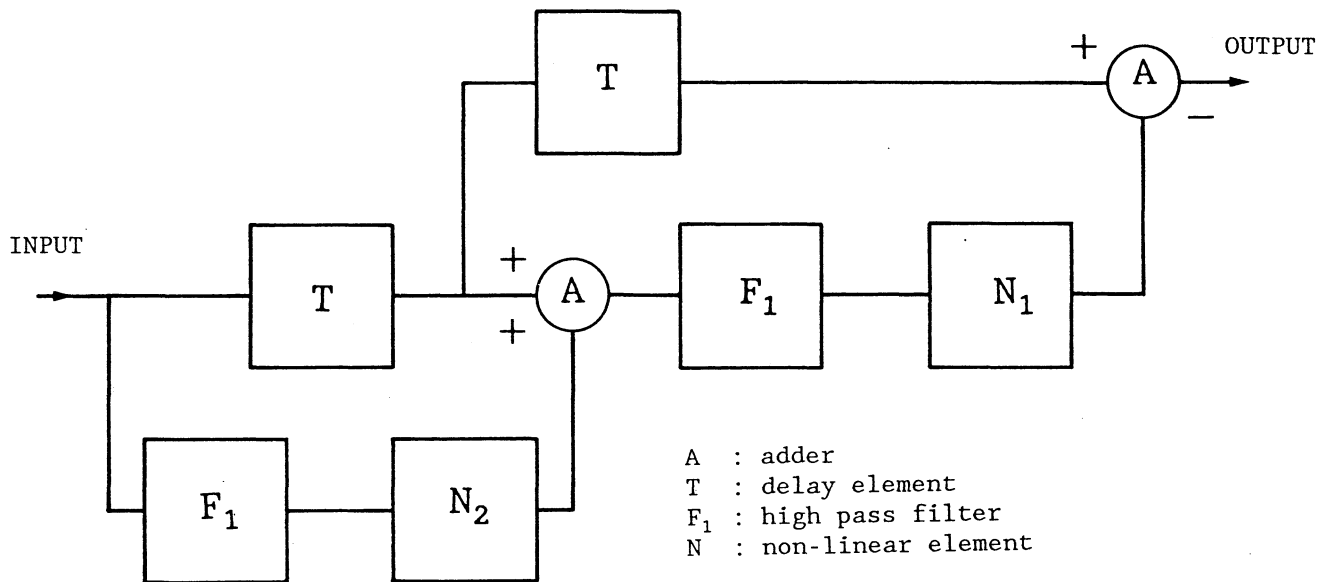 T
+
A
OUTPUT
−
INPUT
T
+
A
+
F₁
N₁
F₁
N₂
A : adder
T : delay element
F₁ : high pass filter
N : non-linear element